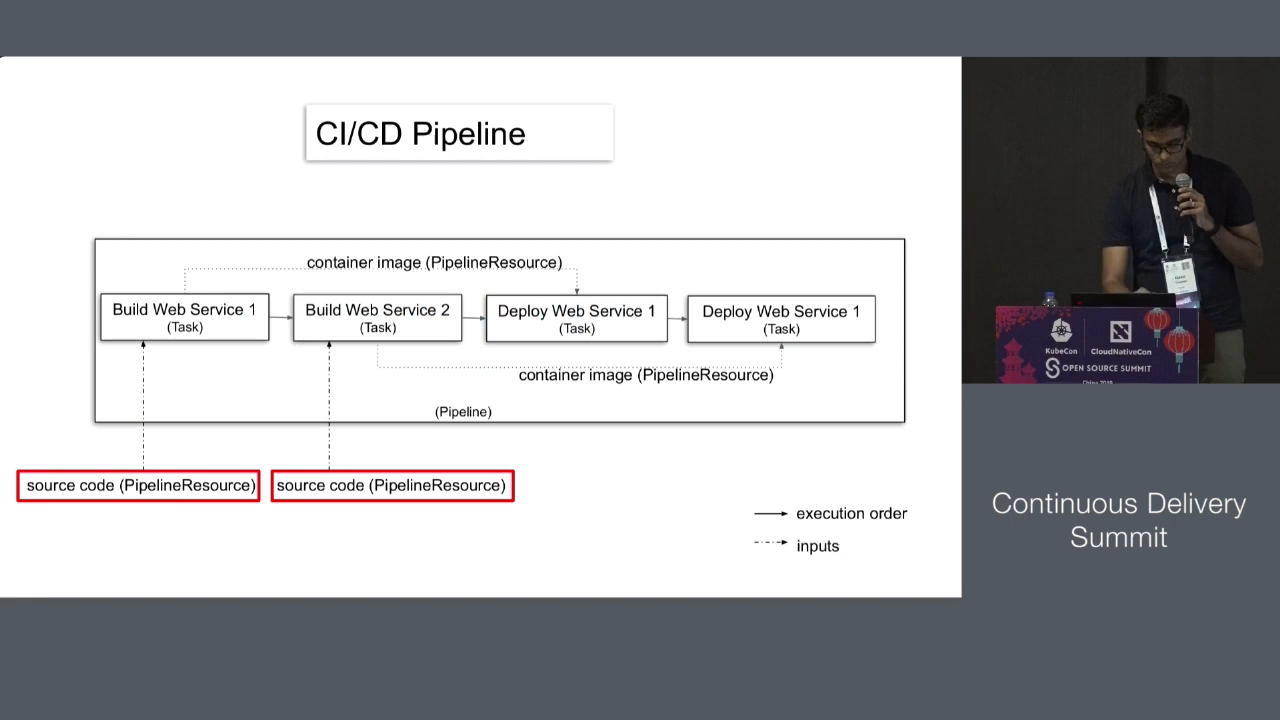 CI/CD Pipeline
container image (PipelineResource)
Build Web Service 1
(Task)
Build Web Service 2
(Task)
Deploy Web Service 1
(Task)
Deploy Web Service 1
(Task)
container image (PipelineResource)
(Pipeline)
source code (PipelineResource)
source code (PipelineResource)
execution order
inputs
KubeCon
CloudNativeCon
OPEN SOURCE SUMMIT
China 2019
Continuous Delivery
Summit